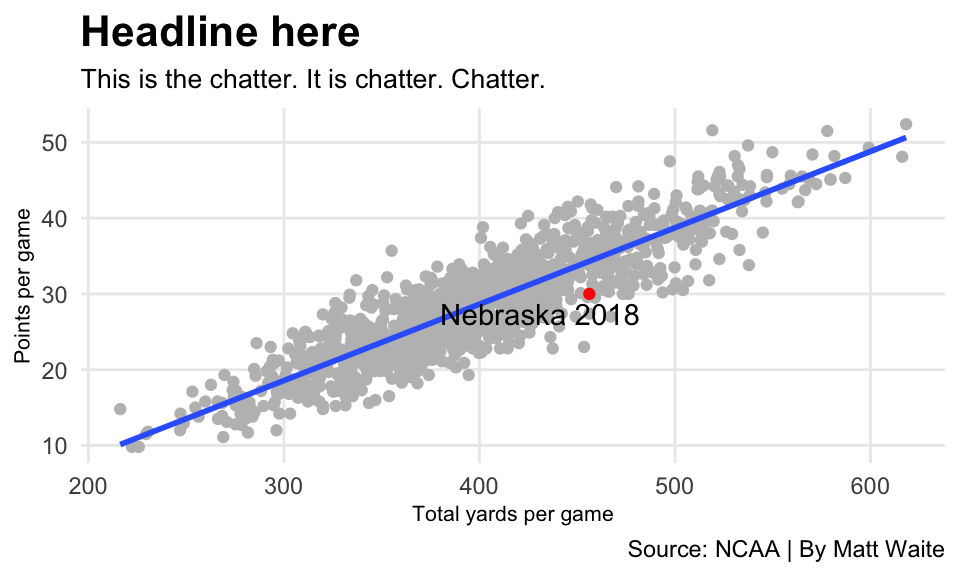 Headline here
This is the chatter. It is chatter. Chatter.
Points per game
50
40
30
20
10
Nebraska 2018
200 300 400 500 600
Total yards per game
Source: NCAA | By Matt Waite